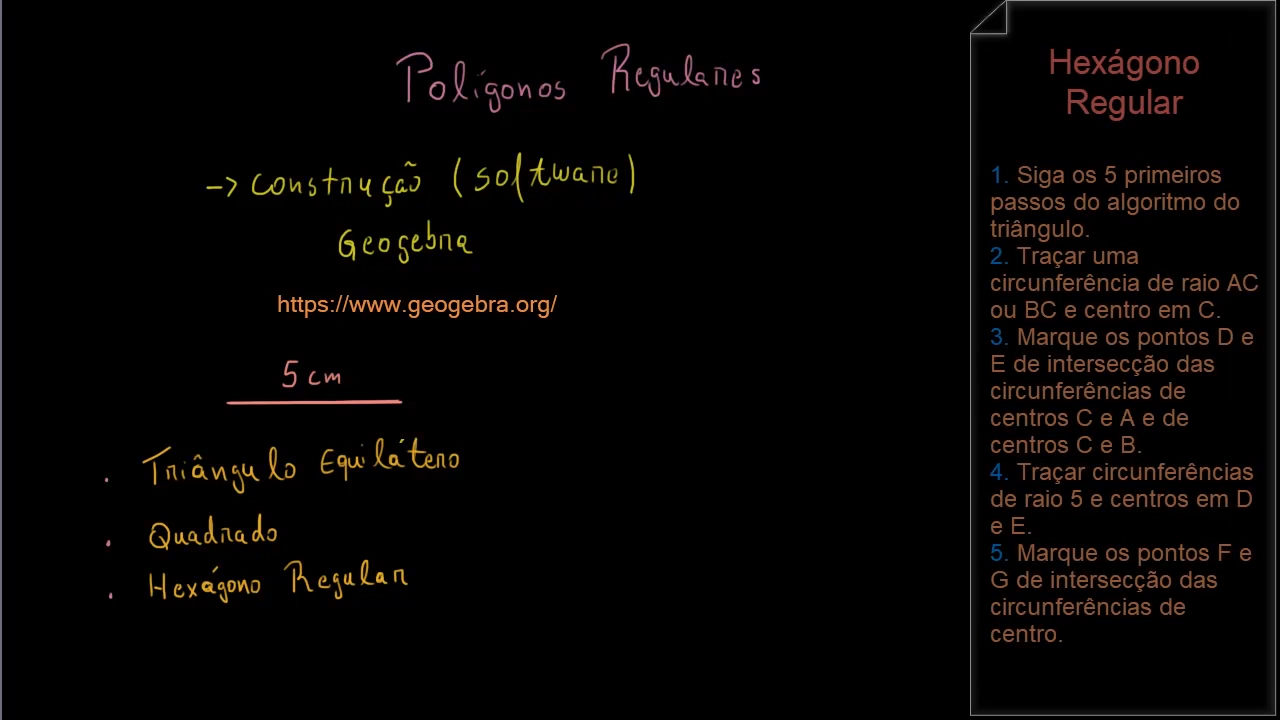 Polígonos Regulares
-> construção (software)
Geogebra
https://www.geogebra.org/
5 cm
. Triângulo Equilátero
. Quadrado
. Hexágono Regular
Hexágono
Regular
1. Siga os 5 primeiros
passos do algoritmo do
triângulo.
2. Traçar uma
circunferência de raio AC
ou BC e centro em C.
3. Marque os pontos D e
E de intersecção das
circunferências de
centros C e A e de
centros C e B.
4. Traçar circunferências
de raio 5 e centros em D
e E.
5. Marque os pontos F e
G de intersecção das
circunferências de
centro.